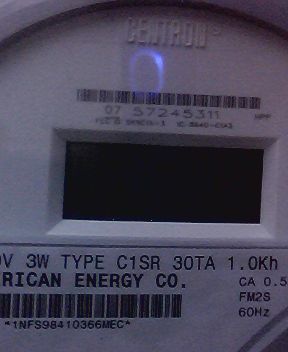 CENTRON
07 57245311
0V 3W TYPE C1SR 30TA 1.0Kh
RICAN ENERGY CO.
CA 0.5
FM2S
60Hz
*1NFS98410366MEC*